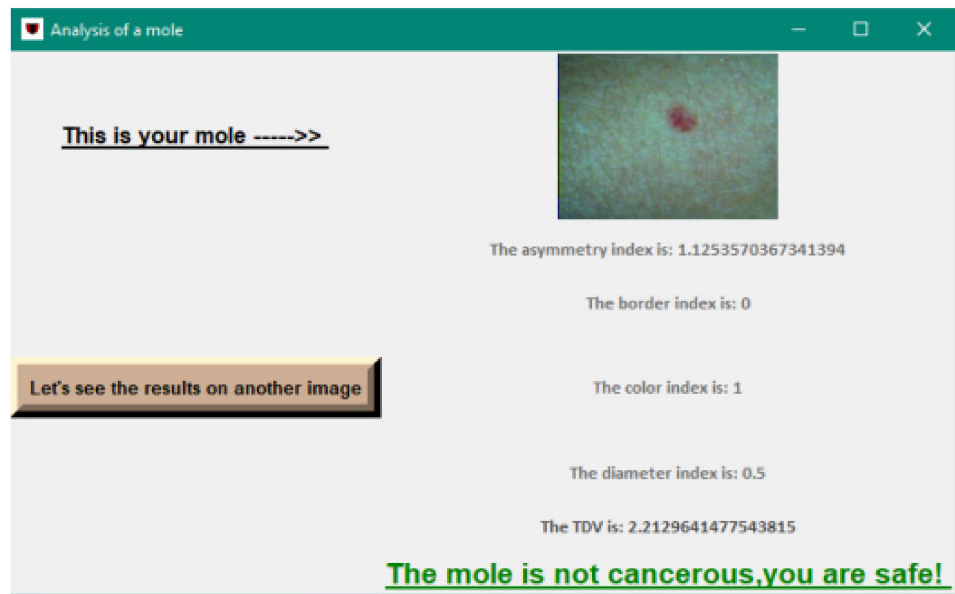 Analysis of a mole
This is your mole ----->>
The asymmetry index is: 1.1253570367341394
The border index is: 0
Let's see the results on another image
The color index is: 1
The diameter index is: 0.5
The TDV is: 2.2129641477543815
The mole is not cancerous,you are safe!